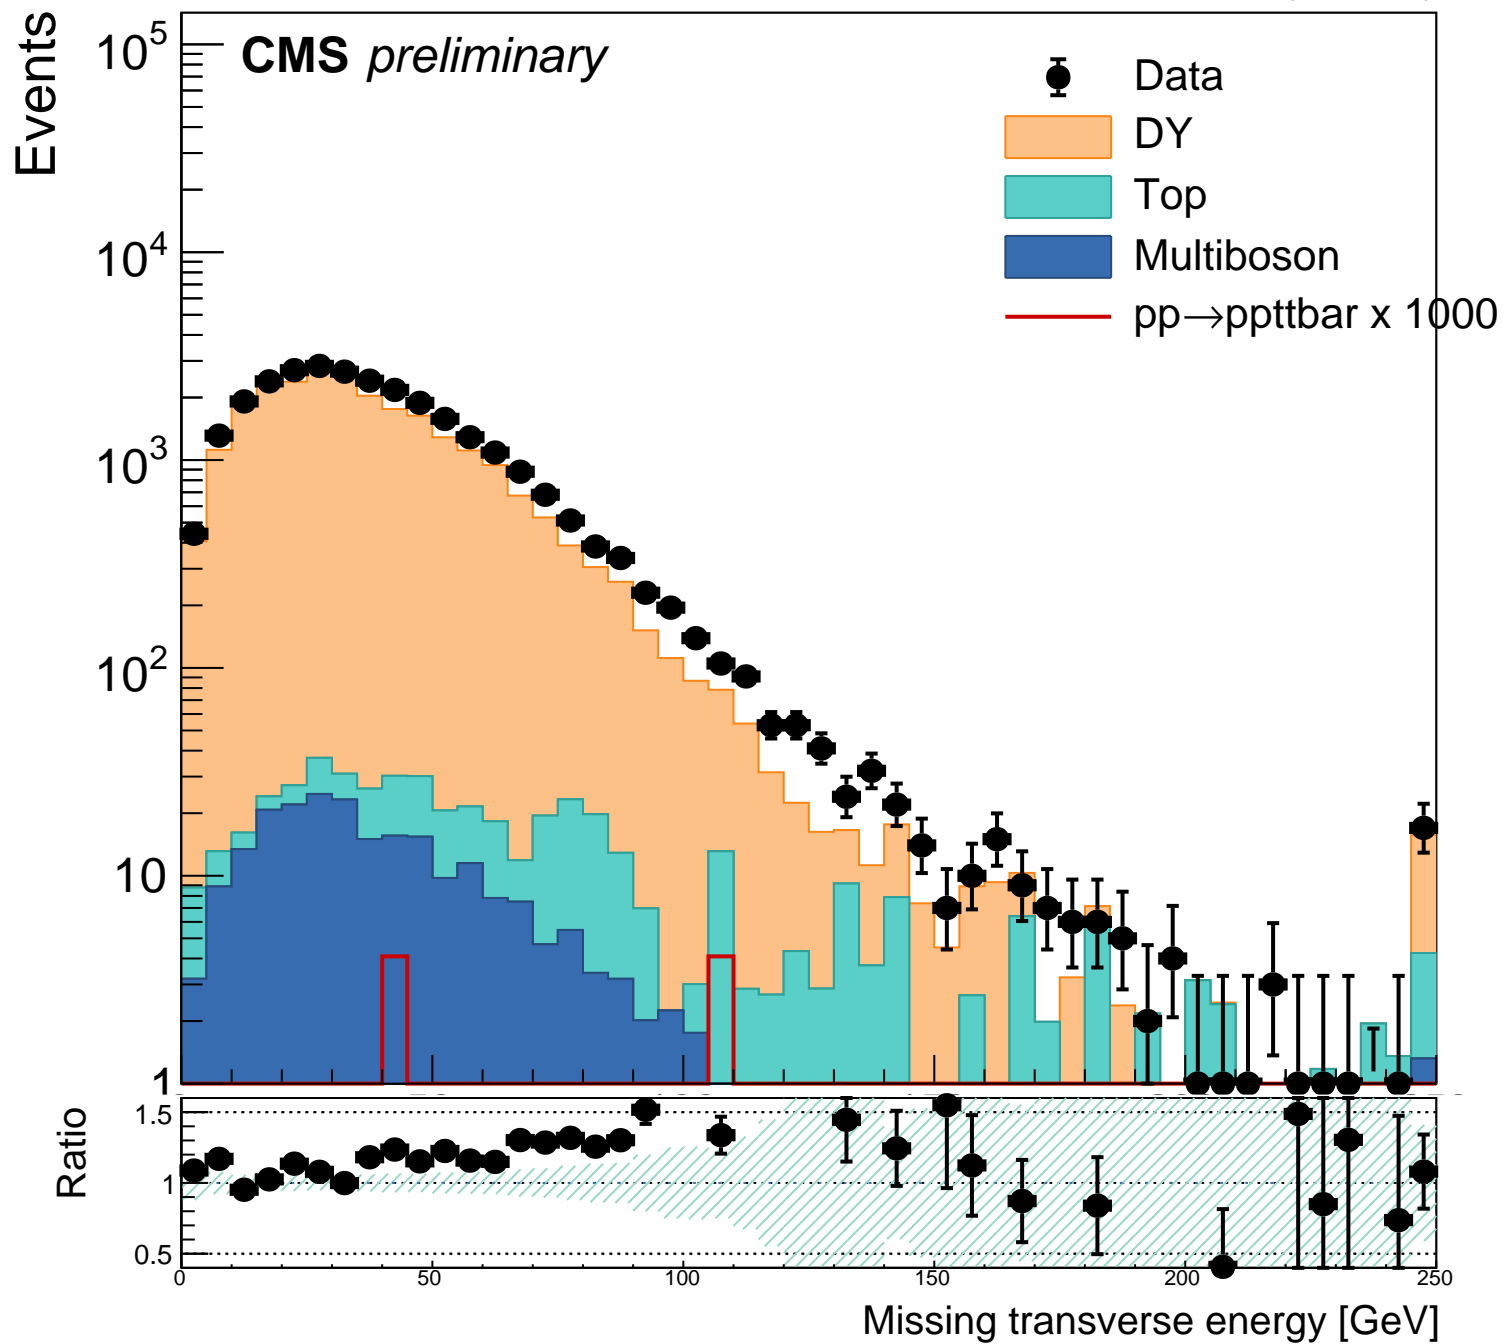 CMS preliminary
Events
10^5
10^4
10^3
10^2
10
1
Data
DY
Top
Multiboson
pp→ppttbar x 1000
Ratio
1.5
1
0.5
0 50 100 150 200 250
Missing transverse energy [GeV]